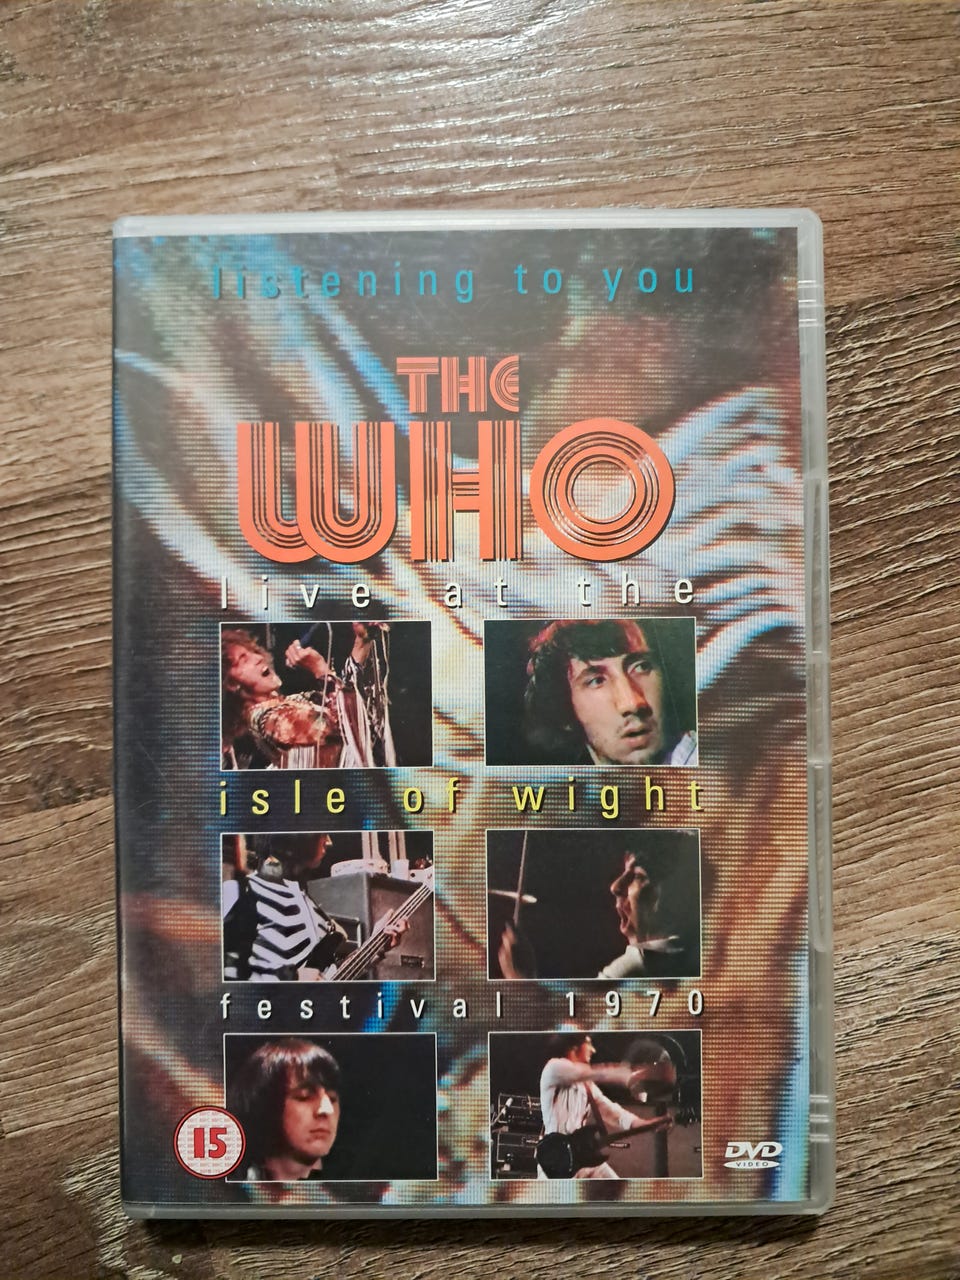 listening to you
THE
WHO
live at the
isle of wight
festival 1970
15
DVD
VIDEO